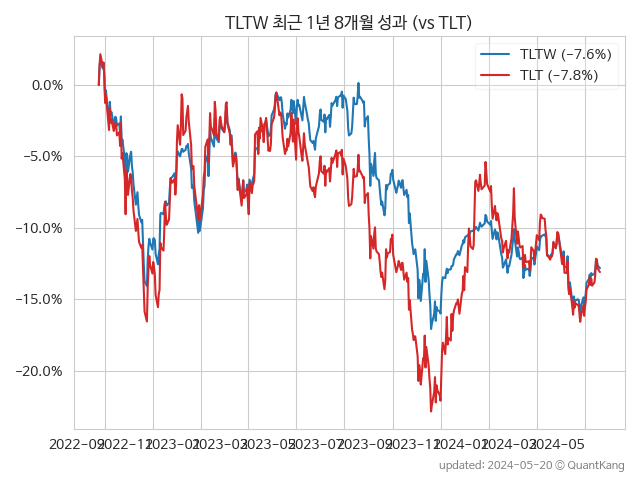 TLTW 최근 1년 8개월 성과 (vs TLT)
TLTW (−7.6%)
TLT (−7.8%)
0.0%
−5.0%
−10.0%
−15.0%
−20.0%
2022-09 2022-11 2023-01 2023-03 2023-05 2023-07 2023-09 2023-11 2024-01 2024-03 2024-05
updated: 2024-05-20 © QuantKang